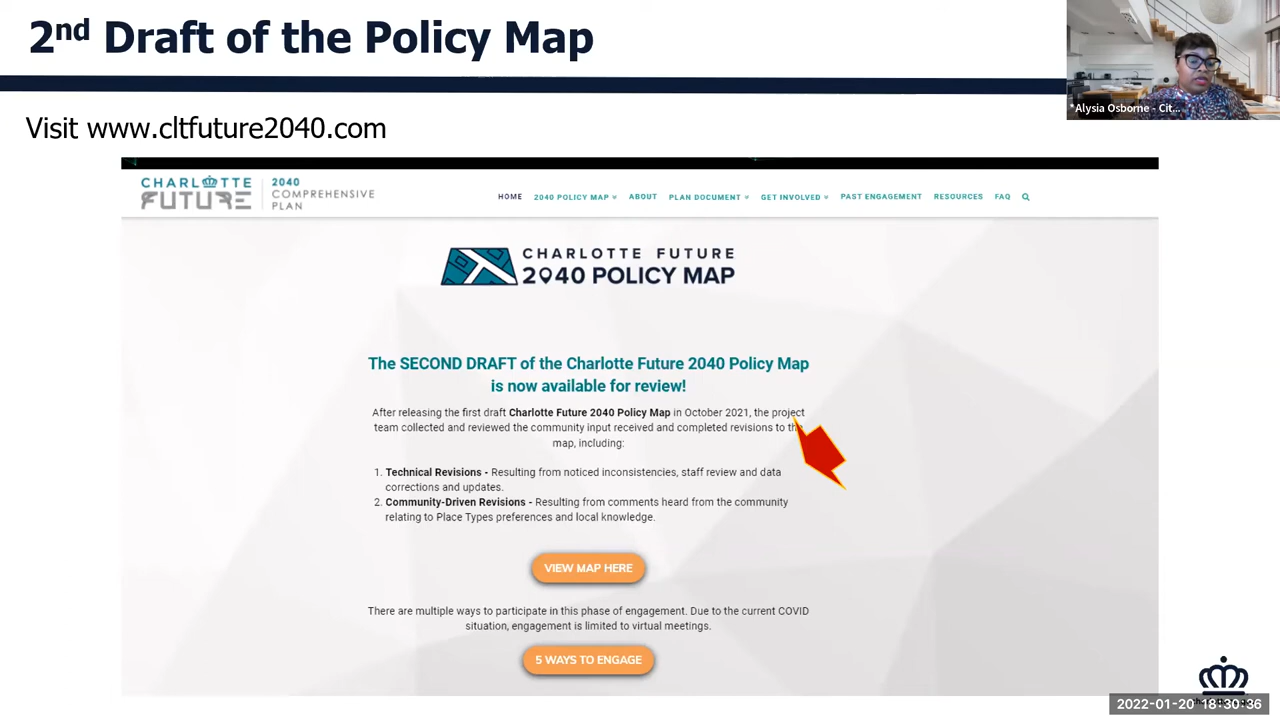 2nd Draft of the Policy Map
*Alysia Osborne - Cit...
Visit www.cltfuture2040.com
CHARLOTTE
FUTURE
2040
COMPREHENSIVE
PLAN
HOME 2040 POLICY MAP ABOUT PLAN DOCUMENT GET INVOLVED PAST ENGAGEMENT RESOURCES FAQ
CHARLOTTE FUTURE
2040 POLICY MAP
The SECOND DRAFT of the Charlotte Future 2040 Policy Map
is now available for review!
After releasing the first draft Charlotte Future 2040 Policy Map in October 2021, the project
team collected and reviewed the community input received and completed revisions to the
map, including:
1. Technical Revisions - Resulting from noticed inconsistencies, staff review and data
corrections and updates.
2. Community-Driven Revisions - Resulting from comments heard from the community
relating to Place Types preferences and local knowledge.
VIEW MAP HERE
There are multiple ways to participate in this phase of engagement. Due to the current COVID
situation, engagement is limited to virtual meetings.
5 WAYS TO ENGAGE
2022-01-20 18:30:36